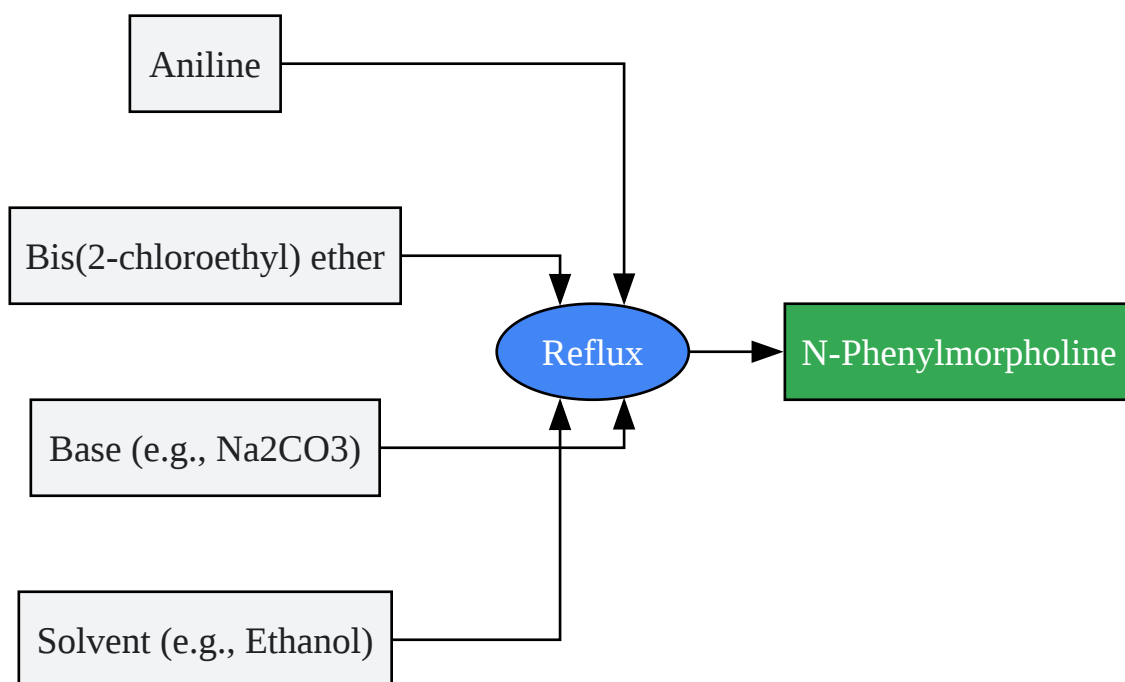 Aniline
Bis(2-chloroethyl) ether
Reflux
N-Phenylmorpholine
Base (e.g., Na2CO3)
Solvent (e.g., Ethanol)